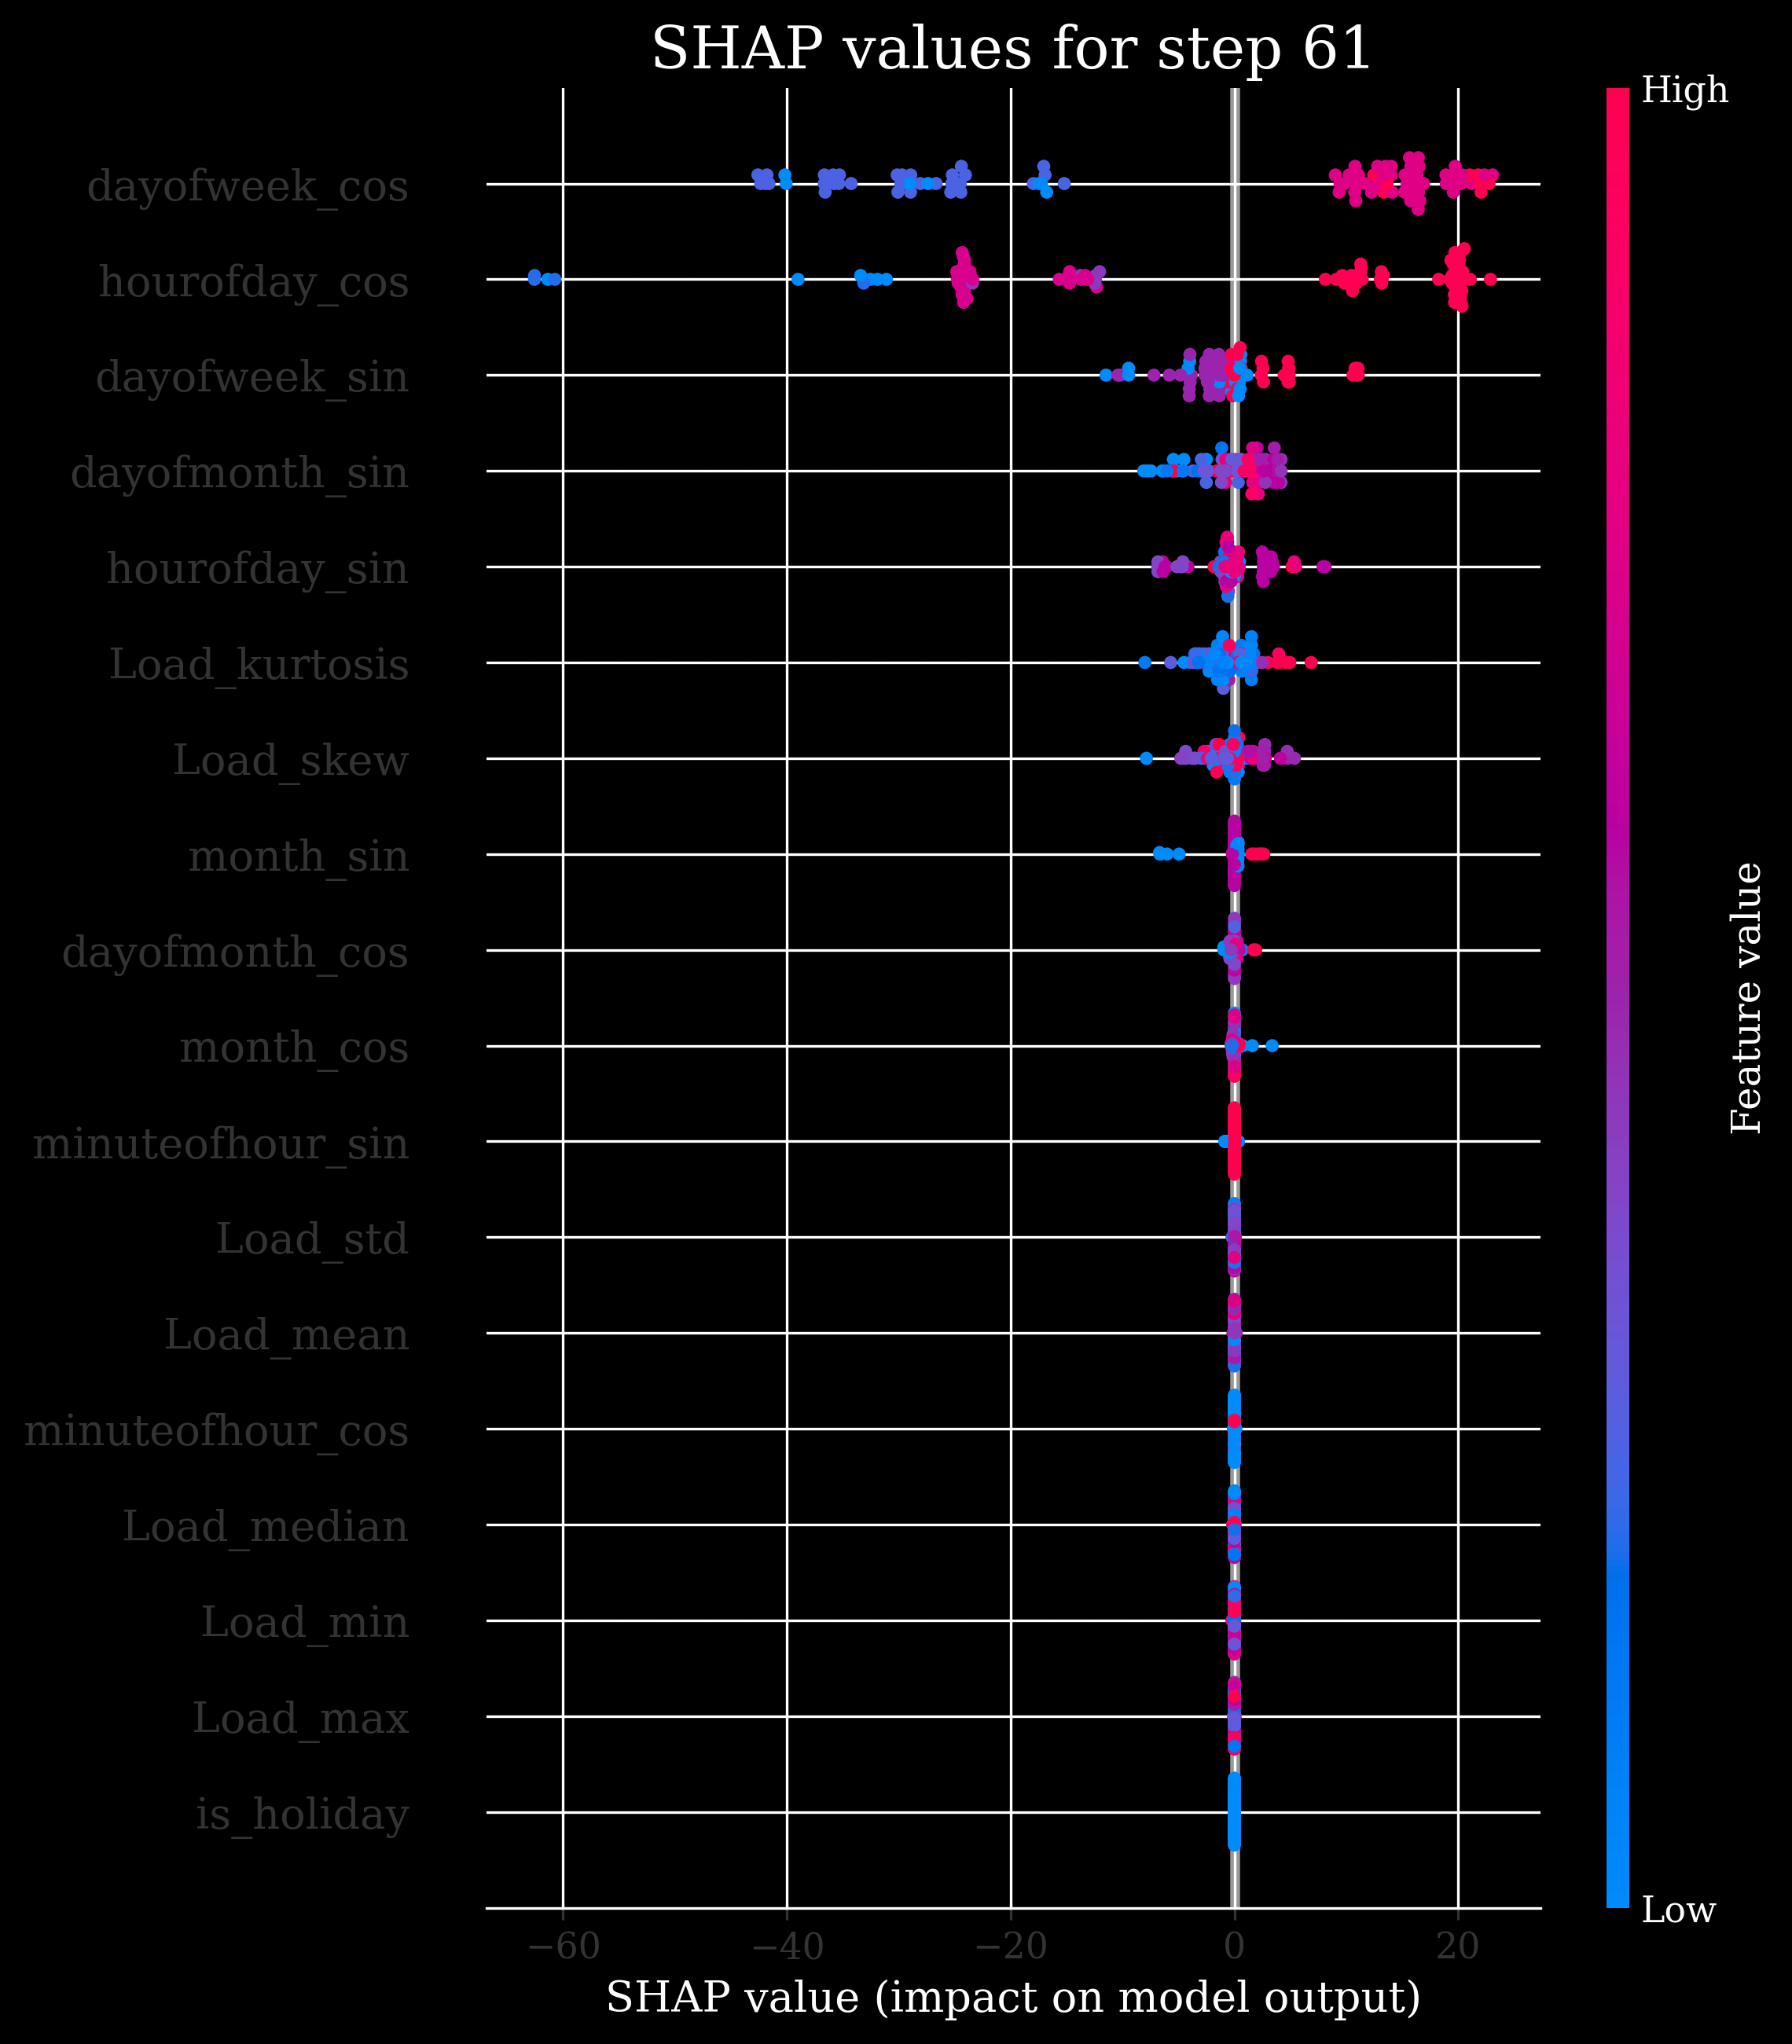 SHAP values for step 61
High
dayofweek_cos
hourofday_cos
dayofweek_sin
dayofmonth_sin
hourofday_sin
Load_kurtosis
Load_skew
month_sin
dayofmonth_cos
month_cos
minuteofhour_sin
Load_std
Load_mean
minuteofhour_cos
Load_median
Load_min
Load_max
is_holiday
Feature value
Low
−60 −40 −20 0 20
SHAP value (impact on model output)